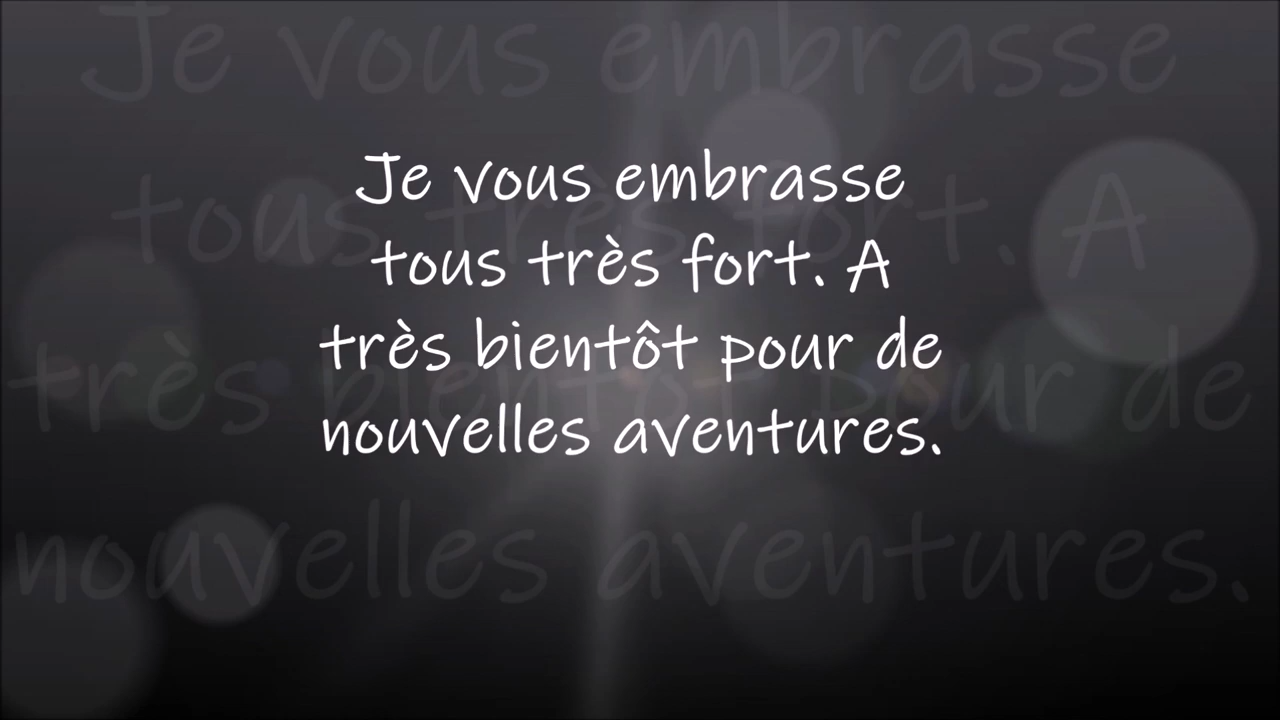 Je vous embrasse
tous très fort. A
très bientôt pour de
nouvelles aventures.